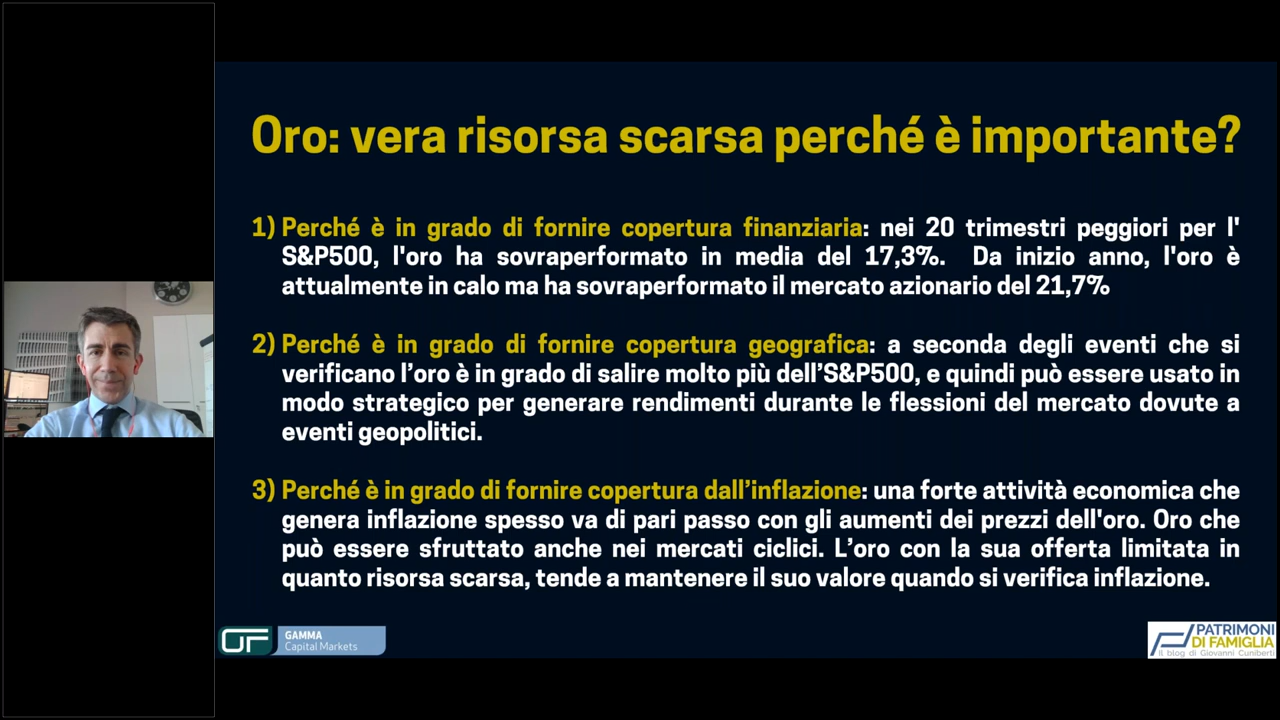 Oro: vera risorsa scarsa perché è importante?
1) Perché è in grado di fornire copertura finanziaria: nei 20 trimestri peggiori per l'
S&P500, l'oro ha sovraperformato in media del 17,3%. Da inizio anno, l'oro è
attualmente in calo ma ha sovraperformato il mercato azionario del 21,7%
2) Perché è in grado di fornire copertura geografica: a seconda degli eventi che si
verificano l’oro è in grado di salire molto più dell’S&P500, e quindi può essere usato in
modo strategico per generare rendimenti durante le flessioni del mercato dovute a
eventi geopolitici.
3) Perché è in grado di fornire copertura dall’inflazione: una forte attività economica che
genera inflazione spesso va di pari passo con gli aumenti dei prezzi dell'oro. Oro che
può essere sfruttato anche nei mercati ciclici. L’oro con la sua offerta limitata in
quanto risorsa scarsa, tende a mantenere il suo valore quando si verifica inflazione.
GAMMA
Capital Markets
PATRIMONI
DI FAMIGLIA
Il blog di Giovanni Cuniberti